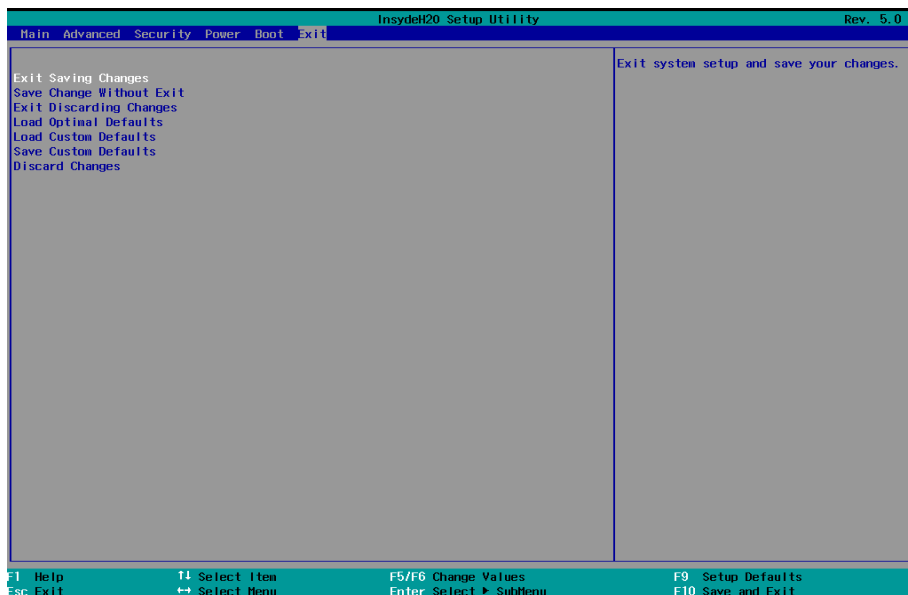 InsydeH20 Setup Utility Rev. 5.0
Main Advanced Security Power Boot Exit
Exit Saving Changes
Save Change Without Exit
Exit Discarding Changes
Load Optimal Defaults
Load Custom Defaults
Save Custom Defaults
Discard Changes
Exit system setup and save your changes.
F1 Help ↑↓ Select Item F5/F6 Change Values F9 Setup Defaults
Esc Exit ↔ Select Menu Enter Select ▶ SubMenu F10 Save and Exit